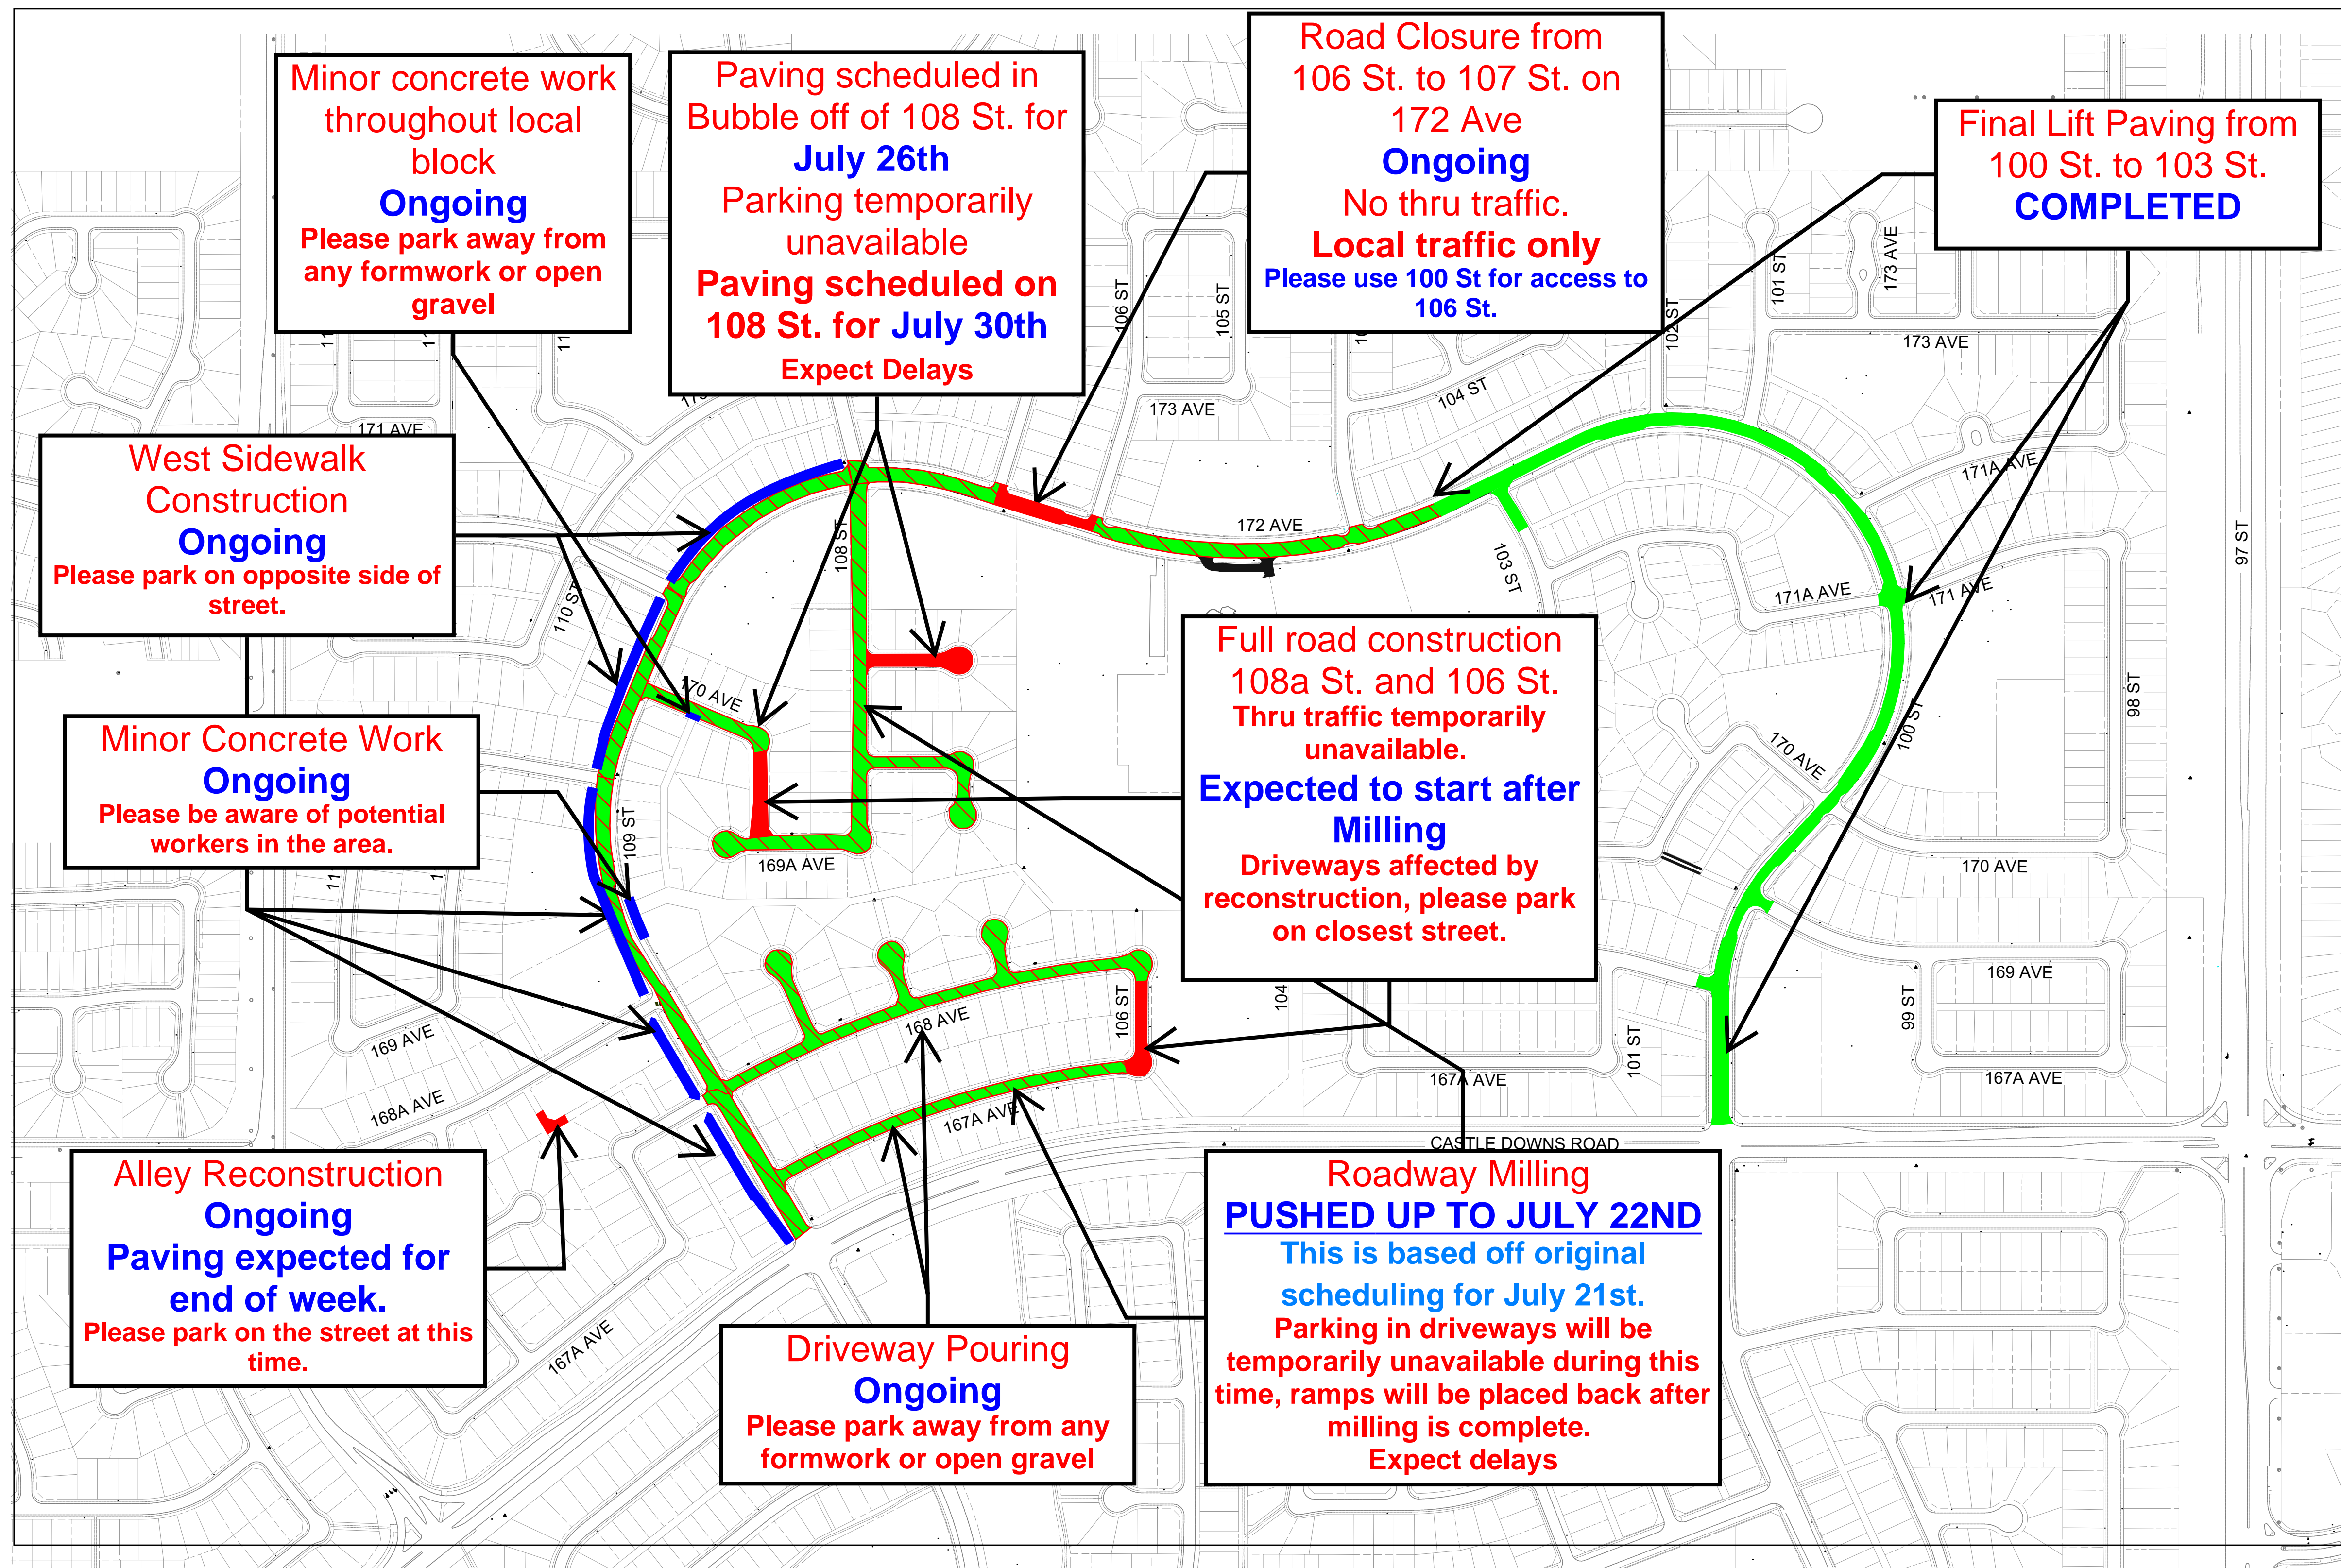 Minor concrete work
throughout local
block
Ongoing
Please park away from
any formwork or open
gravel
Paving scheduled in
Bubble off of 108 St. for
July 26th
Parking temporarily
unavailable
Paving scheduled on
108 St. for July 30th
Expect Delays
Road Closure from
106 St. to 107 St. on
172 Ave
Ongoing
No thru traffic.
Local traffic only
Please use 100 St for access to
106 St.
Final Lift Paving from
100 St. to 103 St.
COMPLETED
West Sidewalk
Construction
Ongoing
Please park on opposite side of
street.
Minor Concrete Work
Ongoing
Please be aware of potential
workers in the area.
Full road construction
108a St. and 106 St.
Thru traffic temporarily
unavailable.
Expected to start after
Milling
Driveways affected by
reconstruction, please park
on closest street.
Alley Reconstruction
Ongoing
Paving expected for
end of week.
Please park on the street at this
time.
Driveway Pouring
Ongoing
Please park away from any
formwork or open gravel
Roadway Milling
PUSHED UP TO JULY 22ND
This is based off original
scheduling for July 21st.
Parking in driveways will be
temporarily unavailable during this
time, ramps will be placed back after
milling is complete.
Expect delays
106 ST
105 ST
102 ST
101 ST
173 AVE
173 AVE
173 AVE
104 ST
171 AVE
171A AVE
172 AVE
108 ST
103 ST
97 ST
110 ST
171A AVE
171 AVE
170 AVE
98 ST
100 ST
170 AVE
109 ST
169A AVE
170 AVE
169 AVE
168 AVE
106 ST
104
99 ST
169 AVE
101 ST
168A AVE
167A AVE
167A AVE
167A AVE
CASTLE DOWNS ROAD
167A AVE